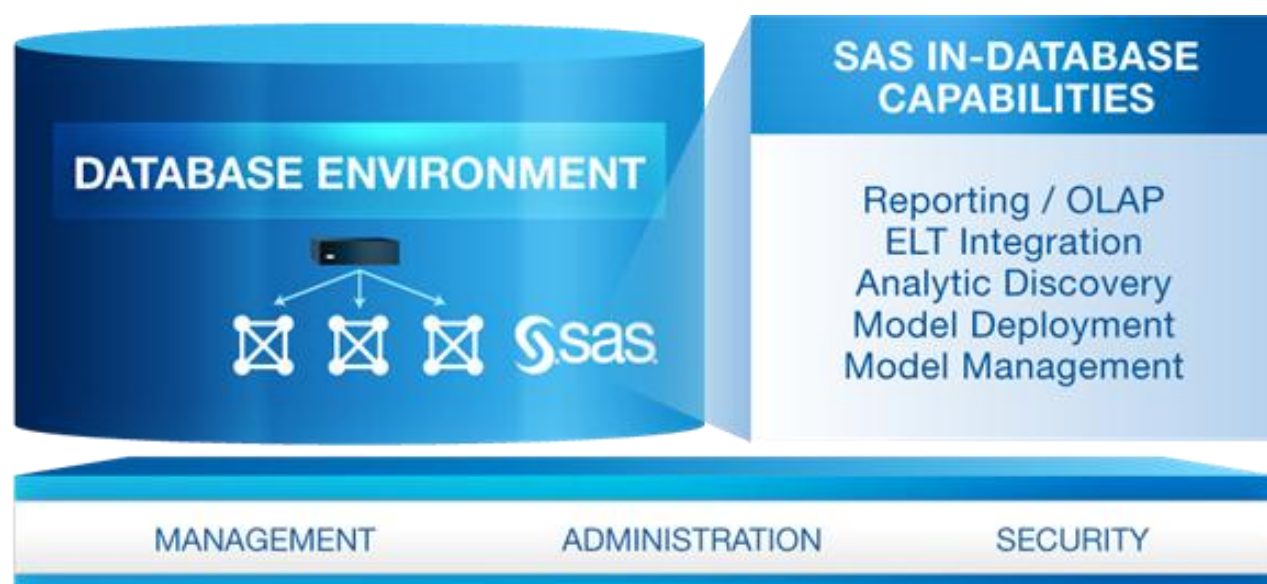 DATABASE ENVIRONMENT
sas
SAS IN-DATABASE
CAPABILITIES
Reporting / OLAP
ELT Integration
Analytic Discovery
Model Deployment
Model Management
MANAGEMENT ADMINISTRATION SECURITY